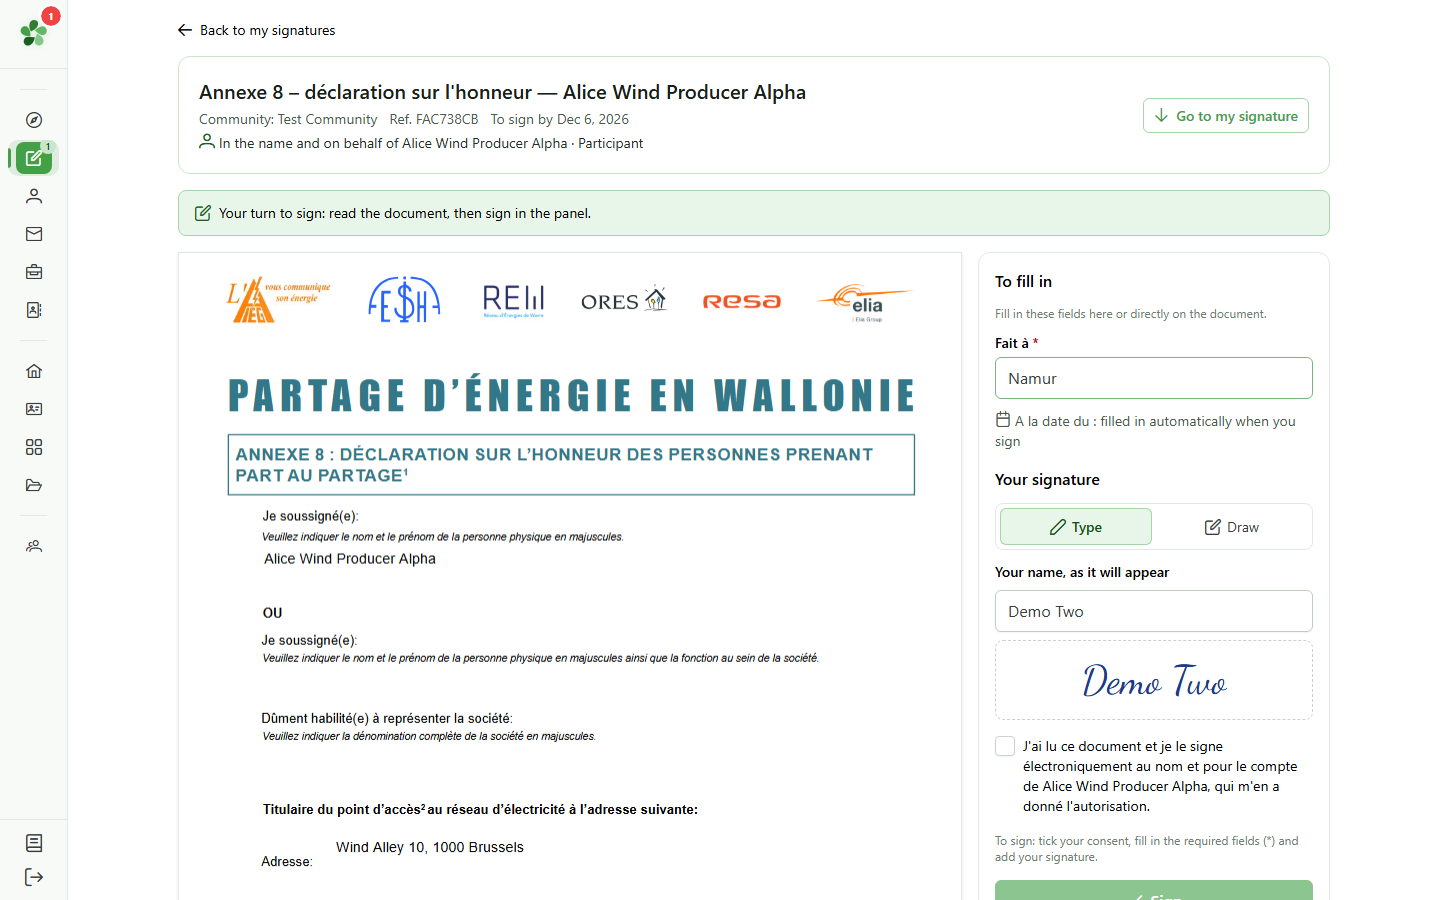 1
Back to my signatures
Annexe 8 – déclaration sur l'honneur — Alice Wind Producer Alpha
Community: Test Community Ref. FAC738CB To sign by Dec 6, 2026
In the name and on behalf of Alice Wind Producer Alpha · Participant
Go to my signature
1
Your turn to sign: read the document, then sign in the panel.
vous communique
son énergie
REW
Réseau d'Énergies de Wavre
ORES
resa
elia
Elia Group
PARTAGE D'ÉNERGIE EN WALLONIE
ANNEXE 8 : DÉCLARATION SUR L'HONNEUR DES PERSONNES PRENANT
PART AU PARTAGE¹
Je soussigné(e):
Veuillez indiquer le nom et le prénom de la personne physique en majuscules.
Alice Wind Producer Alpha
OU
Je soussigné(e):
Veuillez indiquer le nom et le prénom de la personne physique en majuscules ainsi que la fonction au sein de la société.
Dûment habilité(e) à représenter la société:
Veuillez indiquer la dénomination complète de la société en majuscules.
Titulaire du point d'accès² au réseau d'électricité à l'adresse suivante:
Wind Alley 10, 1000 Brussels
Adresse:
To fill in
Fill in these fields here or directly on the document.
Fait à *
Namur
A la date du : filled in automatically when you
sign
Your signature
Type
Draw
Your name, as it will appear
Demo Two
Demo Two
J'ai lu ce document et je le signe
électroniquement au nom et pour le compte
de Alice Wind Producer Alpha, qui m'en a
donné l'autorisation.
To sign: tick your consent, fill in the required fields (*) and
add your signature.
Sign